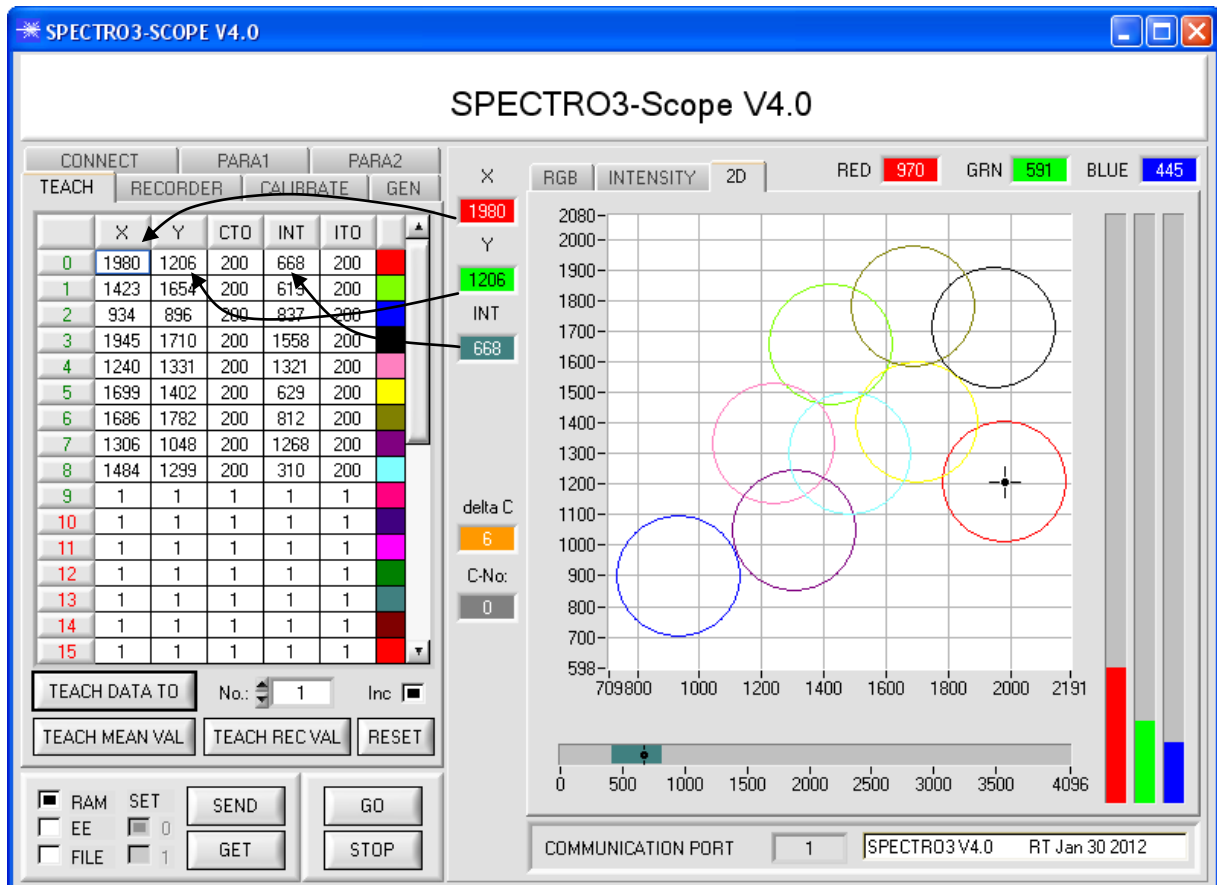 SPECTRO3-SCOPE V4.0
SPECTRO3-Scope V4.0
CONNECT PARA1 PARA2
TEACH RECORDER CALIBRATE GEN
X Y CTO INT ITO
0 1980 1206 200 668 200
1 1423 1654 200 619 200
2 934 896 200 837 200
3 1945 1710 200 1558 200
4 1240 1331 200 1321 200
5 1699 1402 200 629 200
6 1686 1782 200 812 200
7 1306 1048 200 1268 200
8 1484 1299 200 310 200
9 1 1 1 1 1
10 1 1 1 1 1
11 1 1 1 1 1
12 1 1 1 1 1
13 1 1 1 1 1
14 1 1 1 1 1
15 1 1 1 1 1
TEACH DATA TO No.: 1 Inc
TEACH MEAN VAL TEACH REC VAL RESET
RAM SET SEND GO
EE 0
FILE 1 GET STOP
X
1980
Y
1206
INT
668
delta C
6
C-No:
0
RGB INTENSITY 2D RED 970 GRN 591 BLUE 445
2080
2000
1900
1800
1700
1600
1500
1400
1300
1200
1100
1000
900
800
700
598
709 800 1000 1200 1400 1600 1800 2000 2191
0 500 1000 1500 2000 2500 3000 3500 4096
COMMUNICATION PORT 1 SPECTRO3 V4.0 RT Jan 30 2012